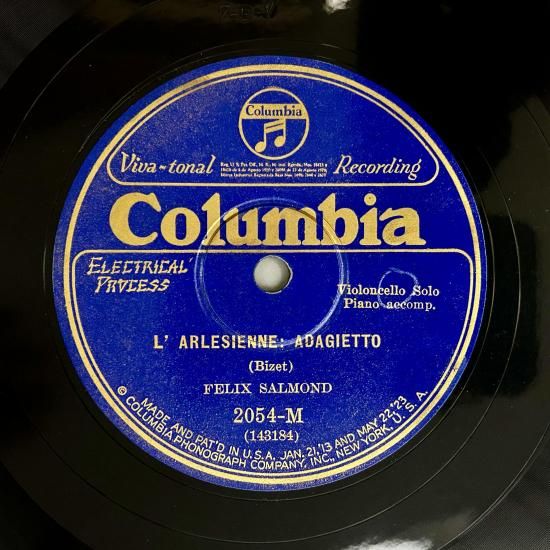 Columbia
Viva-tonal Recording
Columbia
ELECTRICAL PROCESS
Violoncello Solo
Piano accomp.
L' ARLESIENNE: ADAGIETTO
(Bizet)
FELIX SALMOND
2054-M
(143184)
MADE AND PAT'D IN U.S.A. JAN. 21,'13 AND MAY 22,'23
© COLUMBIA PHONOGRAPH COMPANY, INC., NEW YORK, U.S.A.